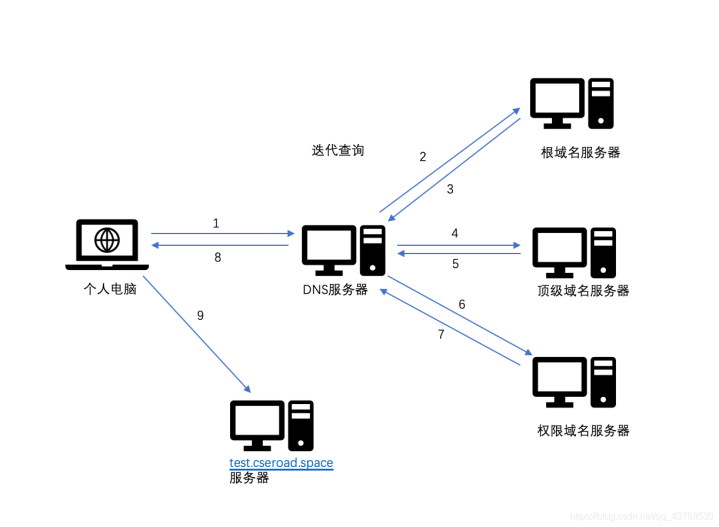 迭代查询
2
3
根域名服务器
1
8
4
5
个人电脑
DNS服务器
顶级域名服务器
6
7
9
权限域名服务器
test.cseroad.space
服务器
https://blog.csdn.net/qq_43798530